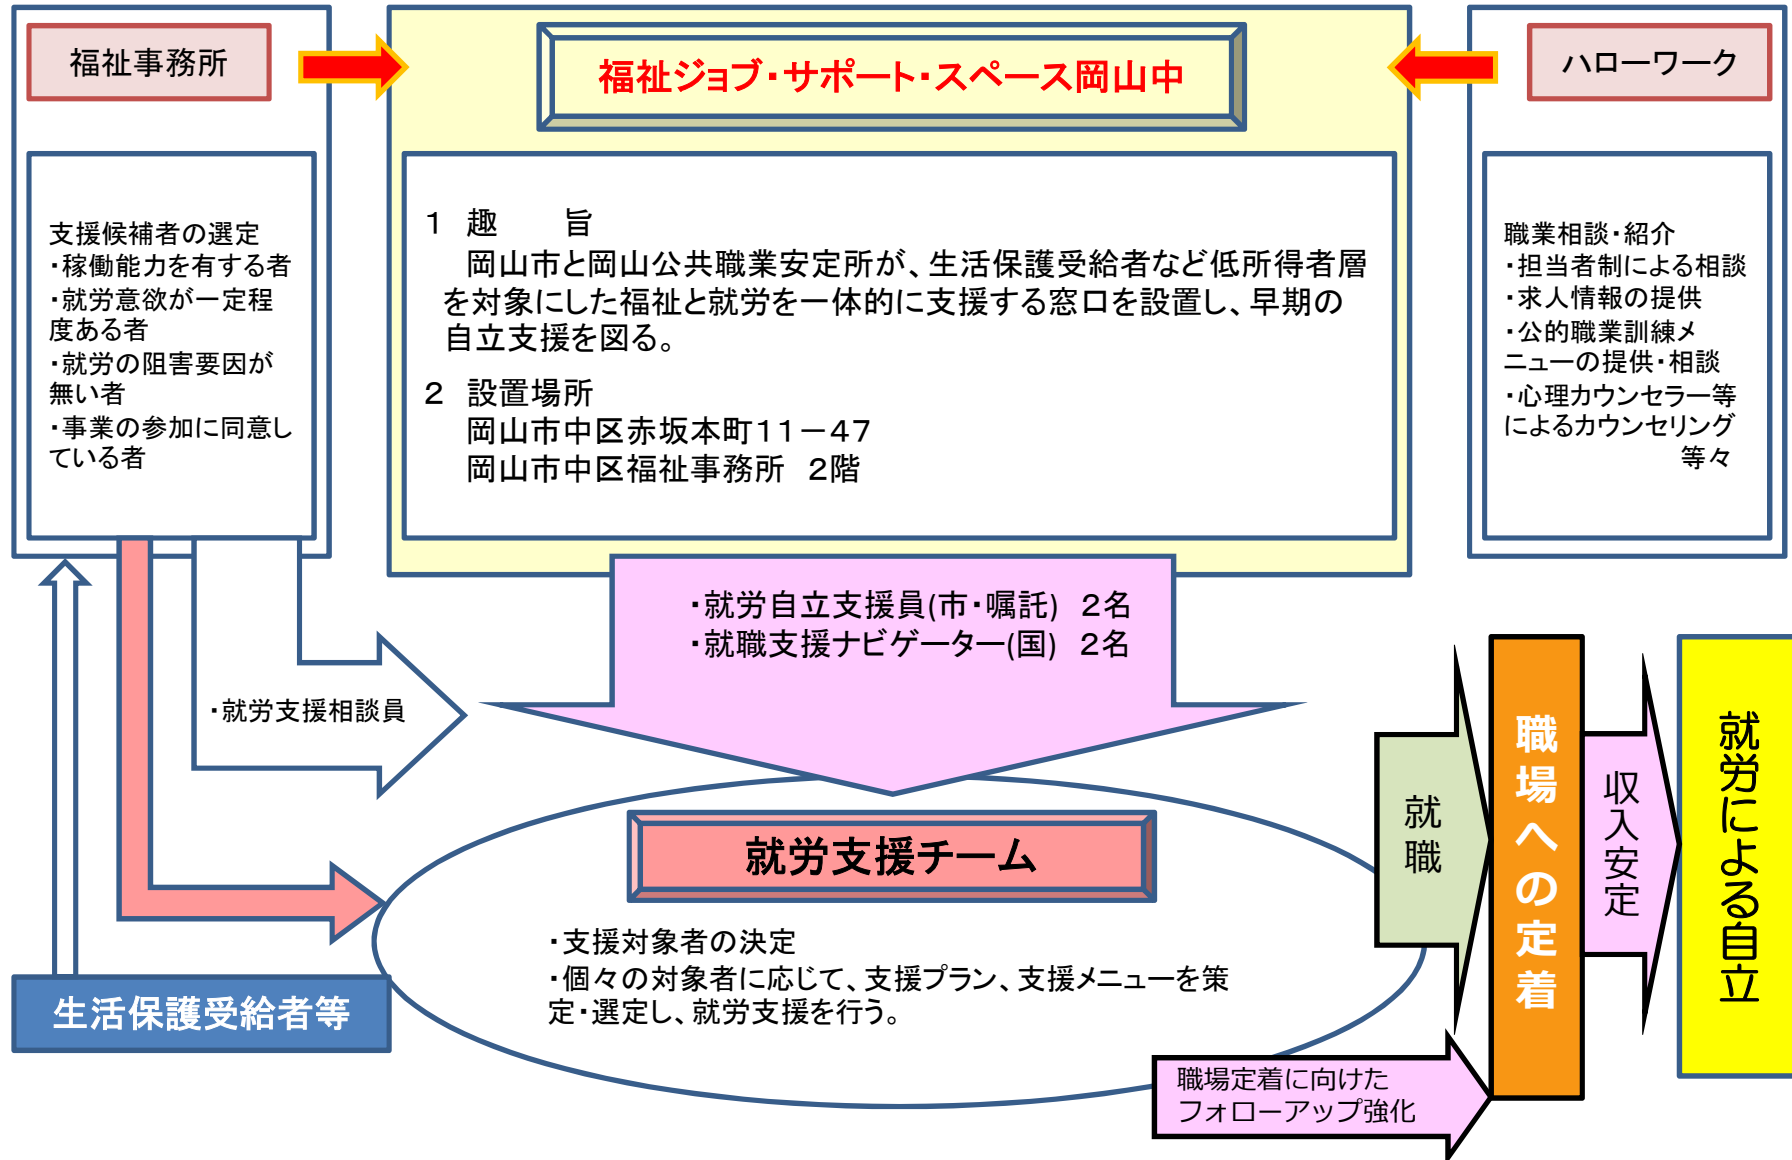 福祉事務所
支援候補者の選定
・稼働能力を有する者
・就労意欲が一定程
度ある者
・就労の阻害要因が
無い者
・事業の参加に同意し
ている者
福祉ジョブ・サポート・スペース岡山中
1　趣　　旨
岡山市と岡山公共職業安定所が、生活保護受給者など低所得者層
を対象にした福祉と就労を一体的に支援する窓口を設置し、早期の
自立支援を図る。
2　設置場所
岡山市中区赤坂本町11－47
岡山市中区福祉事務所　2階
ハローワーク
職業相談・紹介
・担当者制による相談
・求人情報の提供
・公的職業訓練メ
ニューの提供・相談
・心理カウンセラー等
によるカウンセリング
等々
・就労自立支援員(市・嘱託)　2名
・就職支援ナビゲーター(国)　2名
・就労支援相談員
生活保護受給者等
就労支援チーム
・支援対象者の決定
・個々の対象者に応じて、支援プラン、支援メニューを策
定・選定し、就労支援を行う。
就職
職場定着に向けた
フォローアップ強化
職場への定着
収入安定
就労による自立